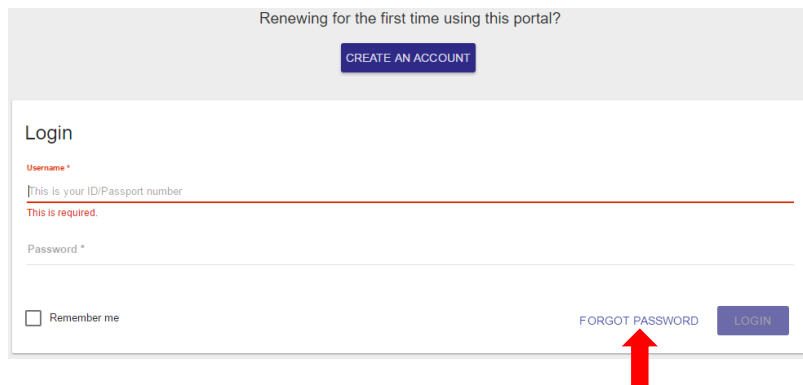 Renewing for the first time using this portal?
CREATE AN ACCOUNT
Login
Username *
This is your ID/Passport number
This is required.
Password *
Remember me
FORGOT PASSWORD
LOGIN